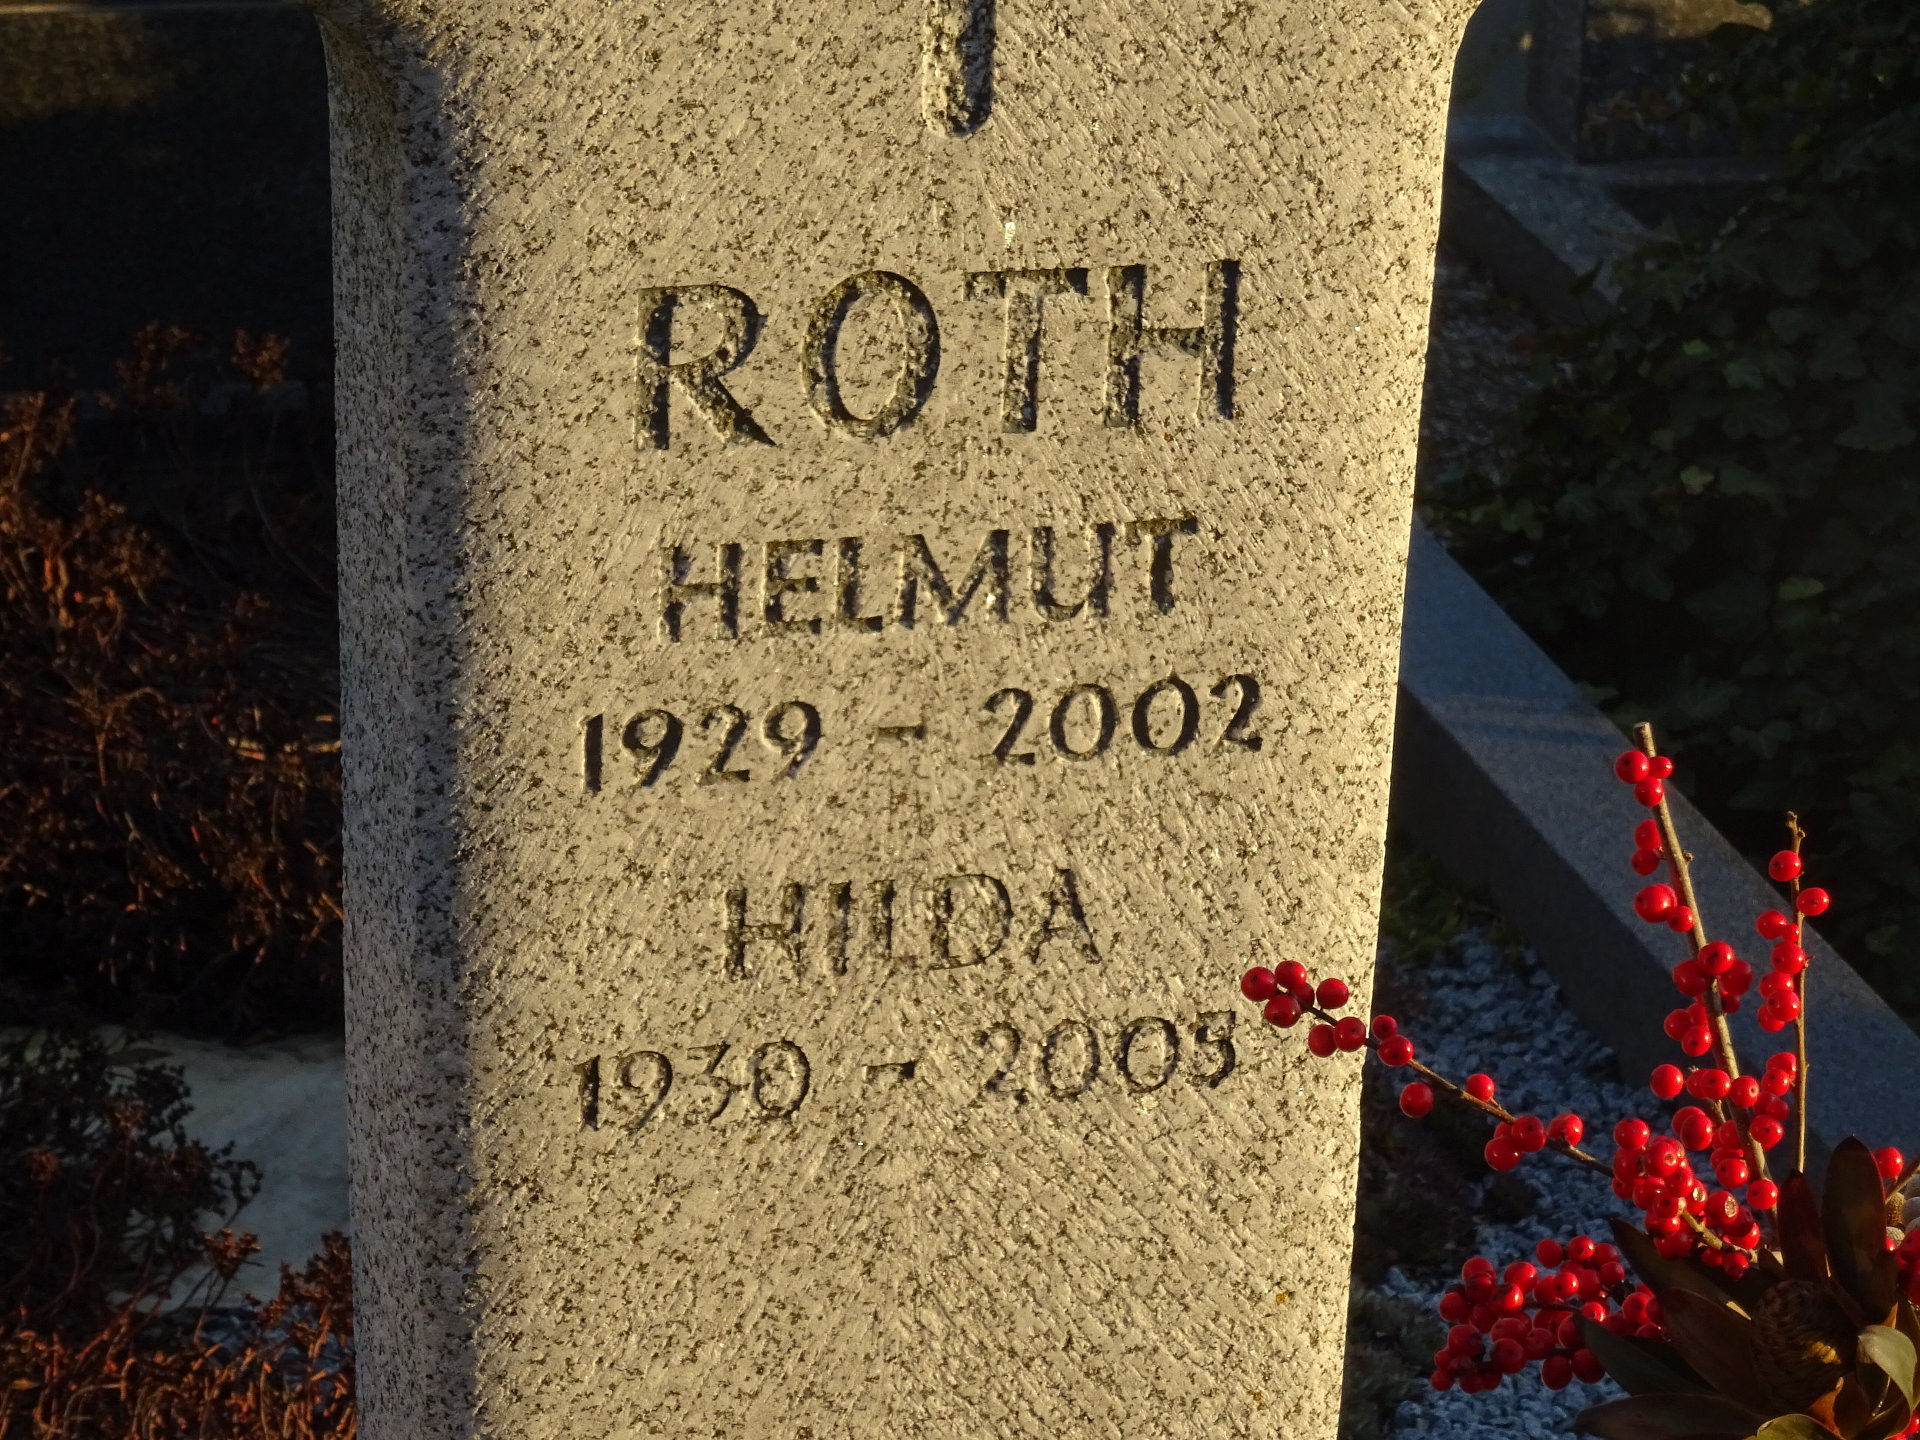 ROTH
HELMUT
1929 - 2002
HILDA
1930 - 2005